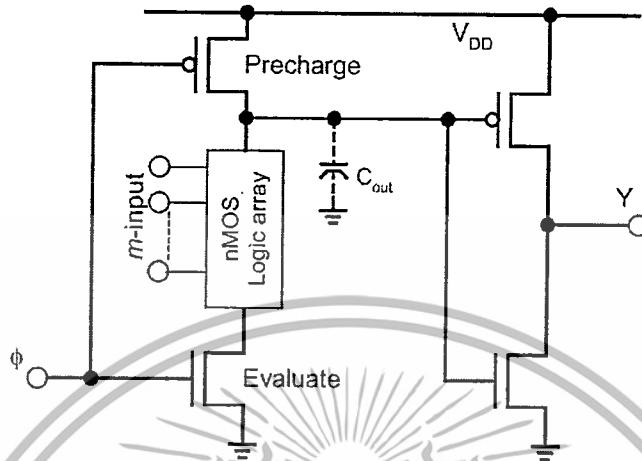 V_DD
Precharge
C_out
m-input
nMOS.
Logic array
Y
ϕ
Evaluate